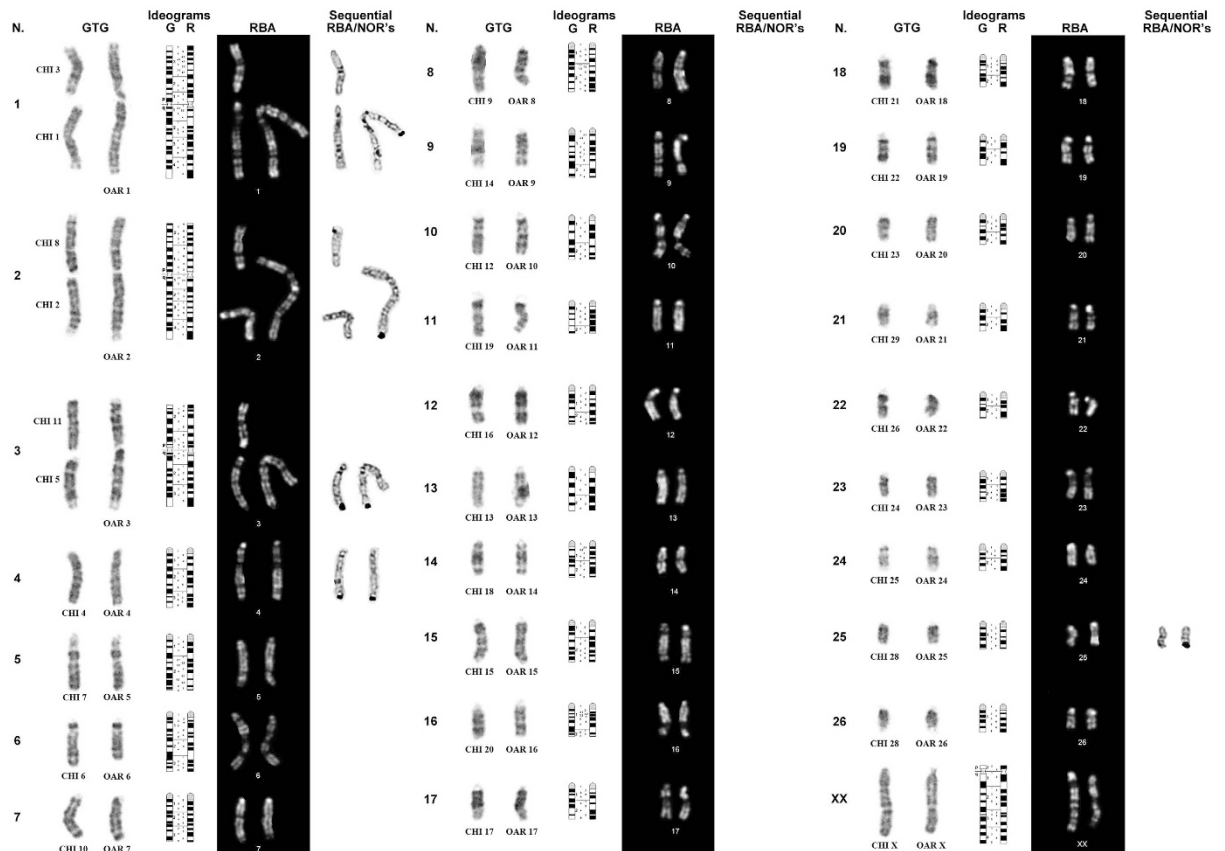 N. GTG Ideograms G R RBA Sequential RBA/NOR's
CHI 3
1
CHI 1
OAR 1
1
CHI 8
2
CHI 2
OAR 2
2
CHI 11
3
CHI 5
OAR 3
3
4
CHI 4 OAR 4
4
5
CHI 7 OAR 5
5
6
CHI 6 OAR 6
6
7
CHI 10 OAR 7
7
N. GTG Ideograms G R RBA Sequential RBA/NOR's
8
CHI 9 OAR 8
8
9
CHI 14 OAR 9
9
10
CHI 12 OAR 10
10
11
CHI 19 OAR 11
11
12
CHI 16 OAR 12
12
13
CHI 13 OAR 13
13
14
CHI 18 OAR 14
14
15
CHI 15 OAR 15
15
16
CHI 20 OAR 16
16
17
CHI 17 OAR 17
17
N. GTG Ideograms G R RBA Sequential RBA/NOR's
18
CHI 21 OAR 18
18
19
CHI 22 OAR 19
19
20
CHI 23 OAR 20
20
21
CHI 29 OAR 21
21
22
CHI 26 OAR 22
22
23
CHI 24 OAR 23
23
24
CHI 25 OAR 24
24
25
CHI 28 OAR 25
25
26
CHI 28 OAR 26
26
XX
CHI X OAR X
XX